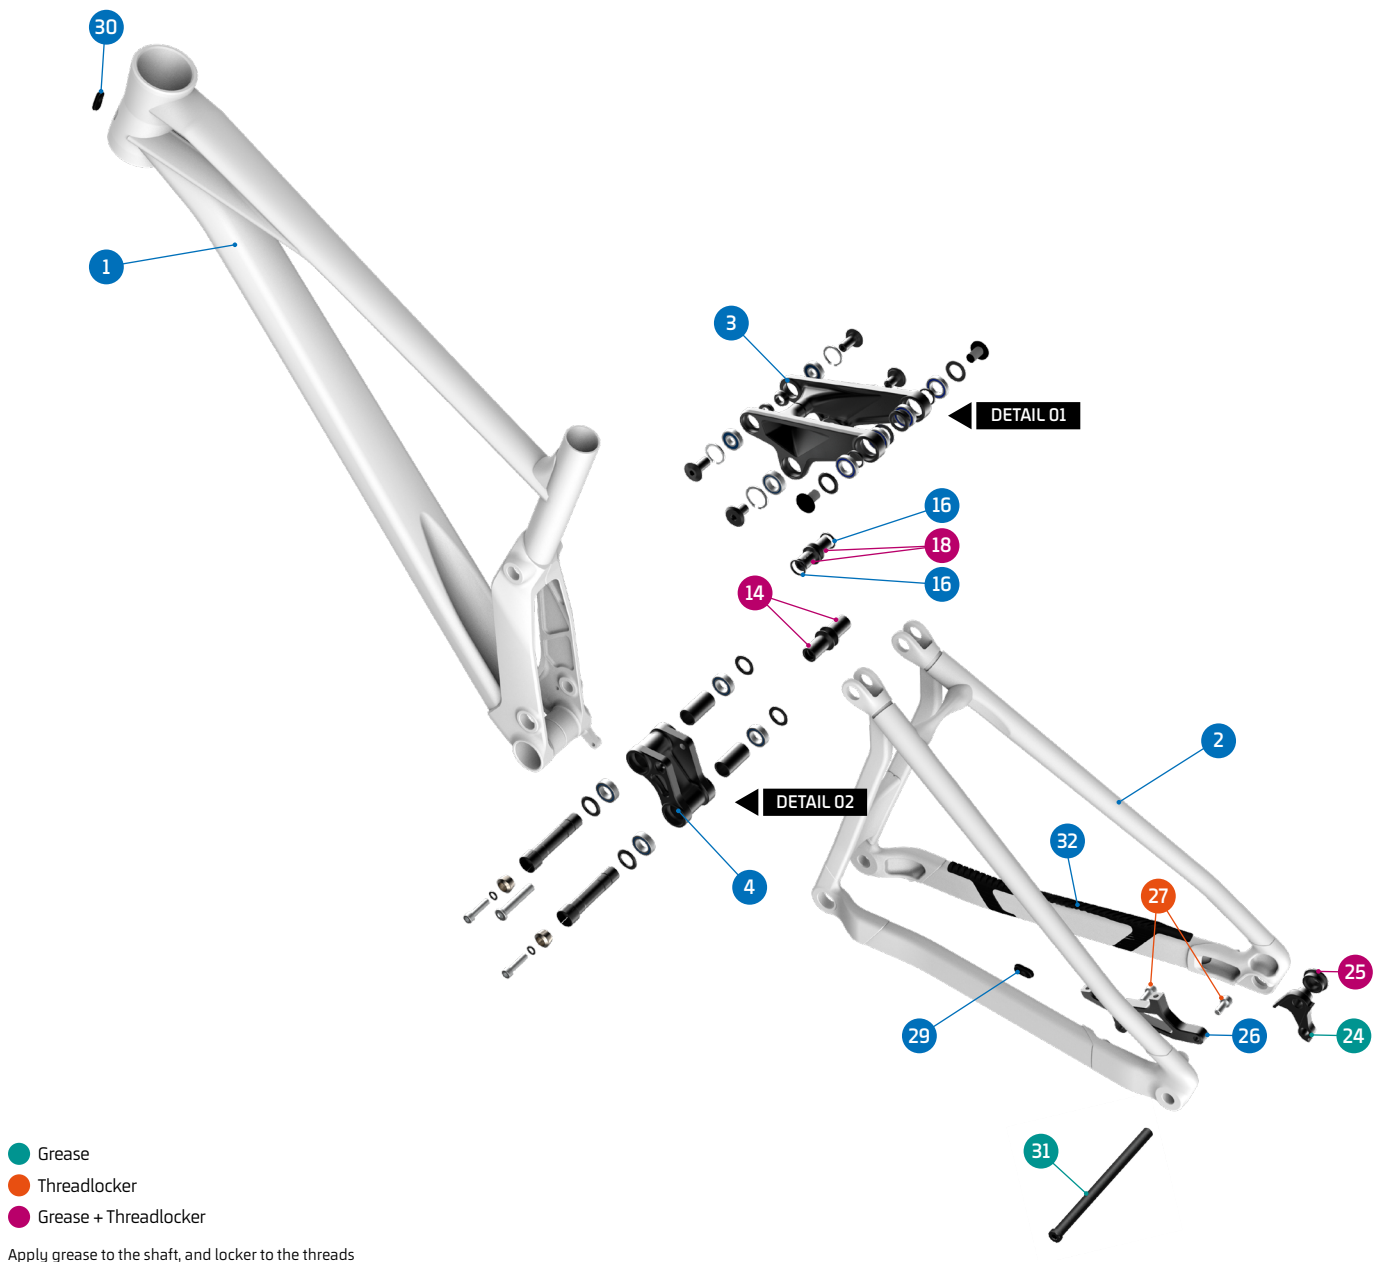 30
1
3
DETAIL 01
16
18
16
14
2
DETAIL 02
32
4
27
25
29
26
24
31
Grease
Threadlocker
Grease + Threadlocker
Apply grease to the shaft, and locker to the threads